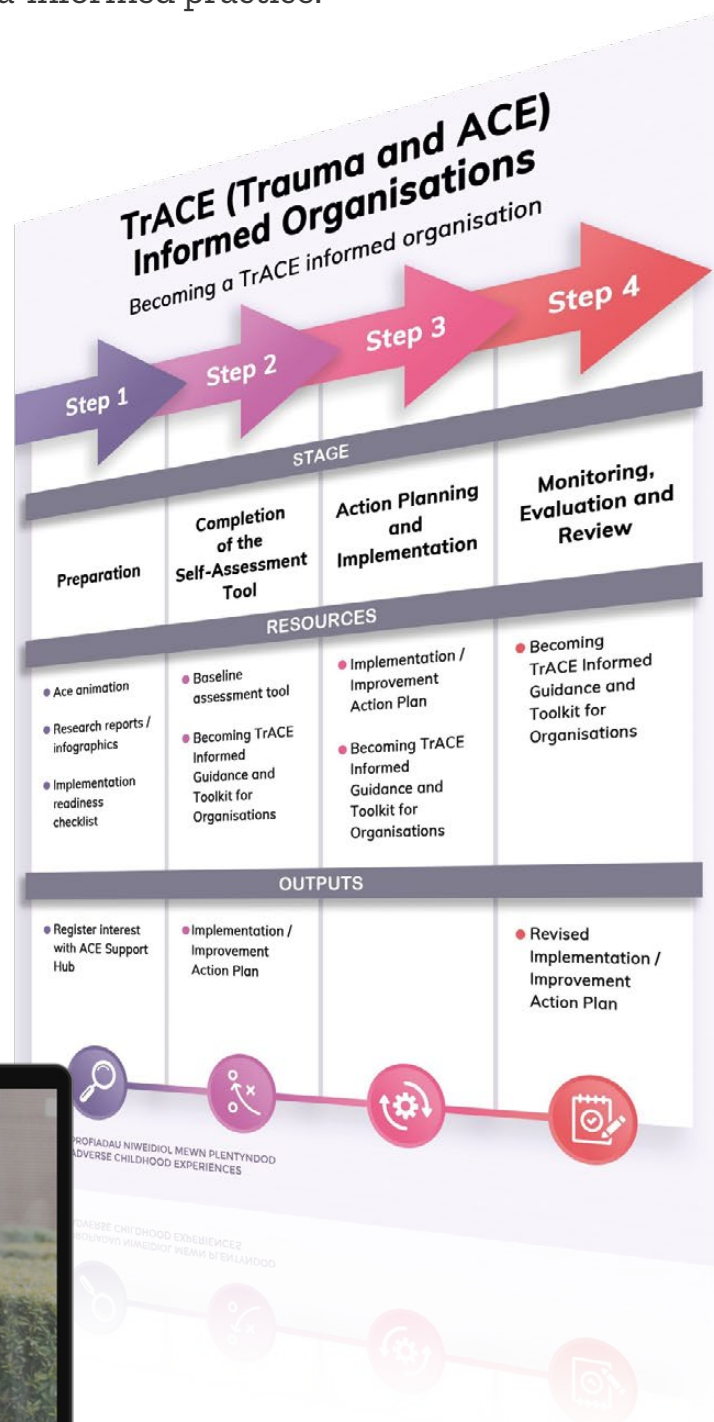 informed practice.
TrACE (Trauma and ACE)
Informed Organisations
Becoming a TrACE informed organisation
Step 1
Step 2
Step 3
Step 4
STAGE
Preparation
Completion
of the
Self-Assessment
Tool
Action Planning
and
Implementation
Monitoring,
Evaluation and
Review
RESOURCES
Ace animation
Research reports /
infographics
Implementation
readiness
checklist
Baseline
assessment tool
Becoming TrACE
Informed
Guidance and
Toolkit for
Organisations
Implementation /
Improvement
Action Plan
Becoming TrACE
Informed
Guidance and
Toolkit for
Organisations
Becoming
TrACE Informed
Guidance and
Toolkit for
Organisations
OUTPUTS
Register interest
with ACE Support
Hub
Implementation /
Improvement
Action Plan
Revised
Implementation /
Improvement
Action Plan
PROFIADAU NIWEIDIOL MEWN PLENTYNDOD
ADVERSE CHILDHOOD EXPERIENCES